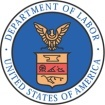 DEPARTMENT OF LABOR
UNITED STATES OF AMERICA